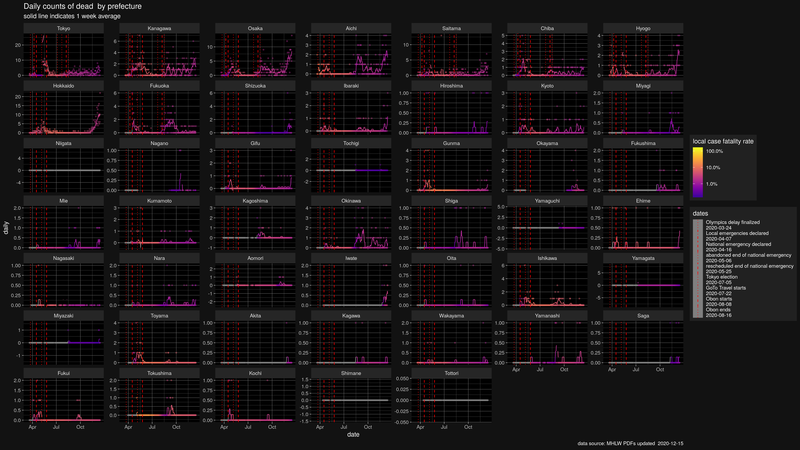 Daily counts of dead by prefecture
solid line indicates 1 week average
Tokyo
Kanagawa
Osaka
Aichi
Saitama
Chiba
Hyogo
Hokkaido
Fukuoka
Shizuoka
Ibaraki
Hiroshima
Kyoto
Miyagi
Niigata
Nagano
Gifu
Tochigi
Gunma
Okayama
Fukushima
Mie
Kumamoto
Kagoshima
Okinawa
Shiga
Yamaguchi
Ehime
Nagasaki
Nara
Aomori
Iwate
Oita
Ishikawa
Yamagata
Miyazaki
Toyama
Akita
Kagawa
Wakayama
Yamanashi
Saga
Fukui
Tokushima
Kochi
Shimane
Tottori
daily
Apr Jul Oct
date
local case fatality rate
100.0%
10.0%
1.0%
dates
Olympics delay finalized
2020-03-24
Local emergencies declared
2020-04-07
National emergency declared
2020-04-16
abandoned end of national emergency
2020-05-06
rescheduled end of national emergency
2020-05-25
Tokyo election
2020-07-05
GoTo Travel starts
2020-07-22
Obon starts
2020-08-08
Obon ends
2020-08-16
data source: MHLW PDFs updated 2020-12-15